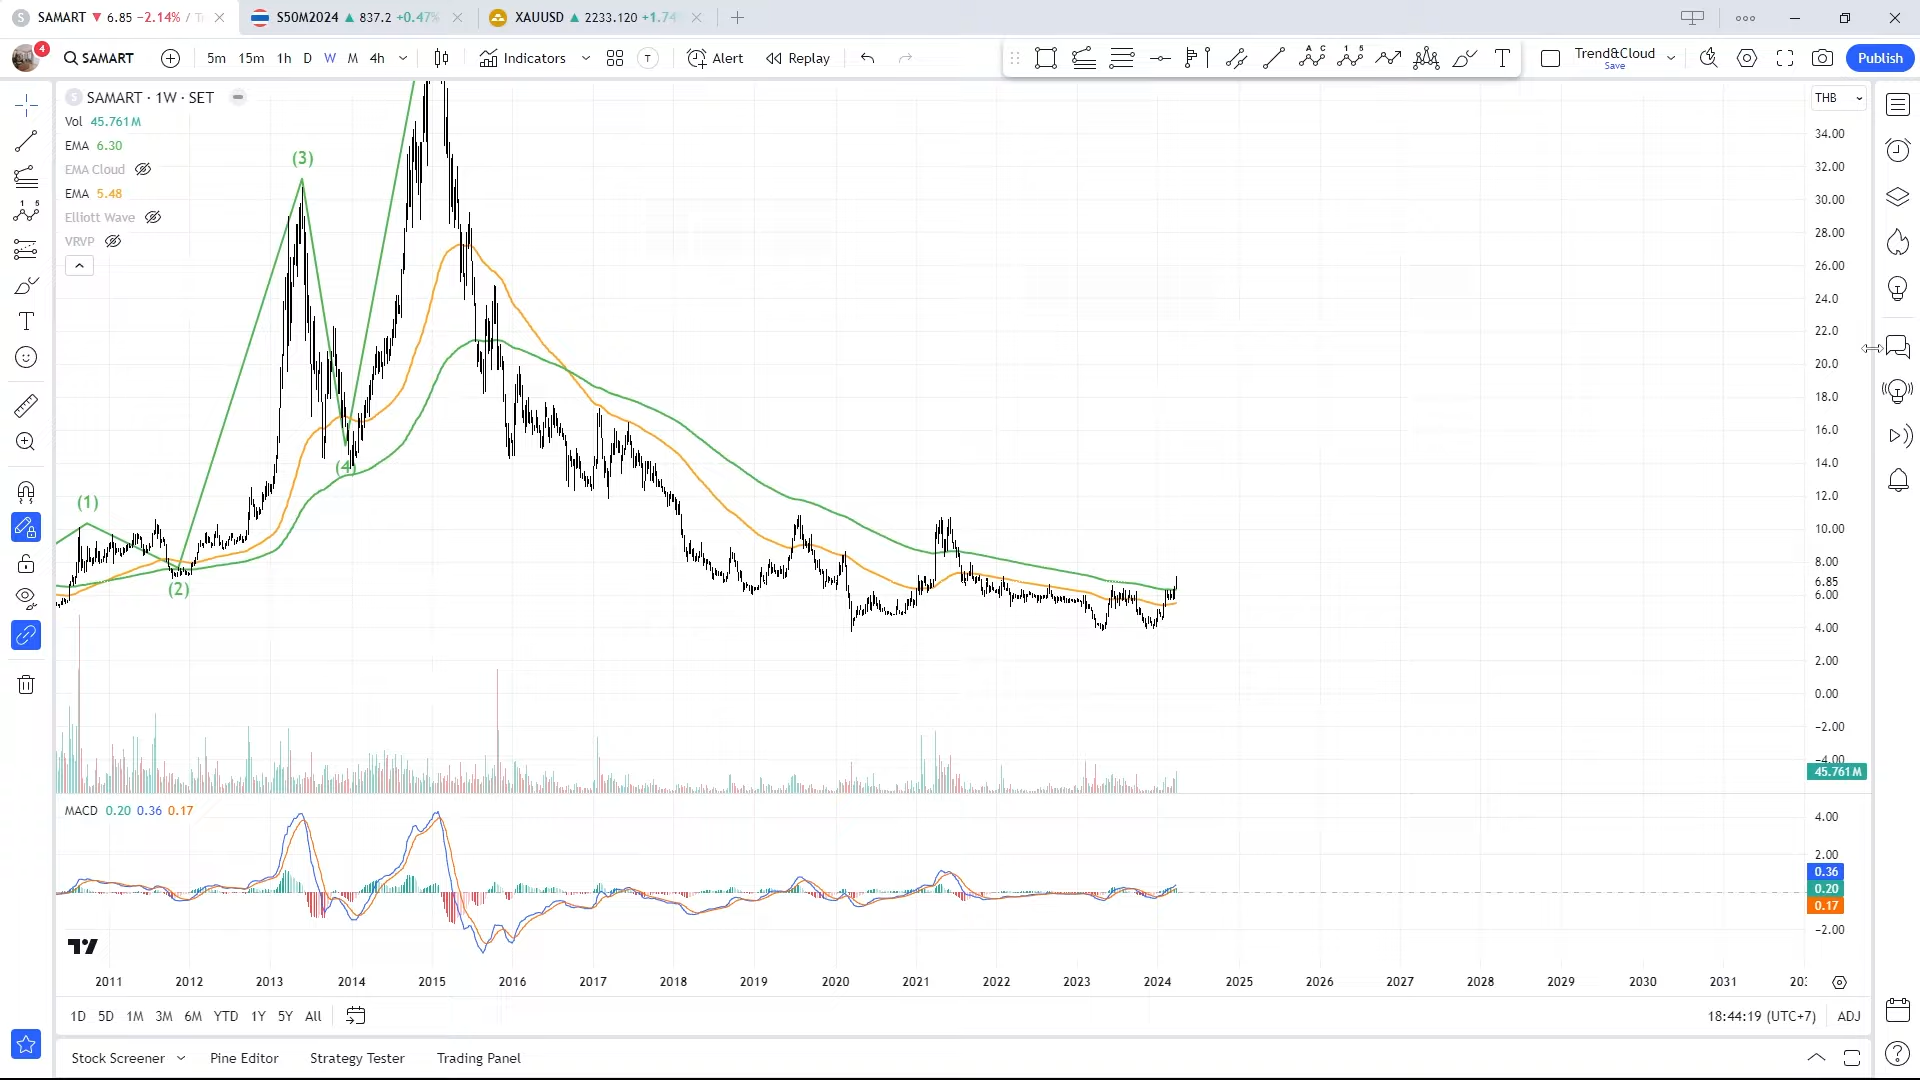 S SAMART ▼ 6.85 −2.14% / T
S50M2024 ▲ 837.2 +0.47%
XAUUSD ▲ 2233.120 +1.74
4
SAMART 5m 15m 1h D W M 4h Indicators T Alert Replay
A C
1 5
T
Trend&Cloud
Save
Publish
S SAMART · 1W · SET
Vol 45.761M
EMA 6.30
EMA Cloud
EMA 5.48
Elliott Wave
VRVP
1 5
T
(1)
(2)
(3)
(4)
THB
34.00
32.00
30.00
28.00
26.00
24.0
22.0
20.0
18.0
16.0
14.0
12.0
10.00
8.00
6.85
6.00
4.00
2.00
0.00
−2.00
−4.00
45.761M
MACD 0.20 0.36 0.17
4.00
2.00
0.36
0.20
0.17
−2.00
2011 2012 2013 2014 2015 2016 2017 2018 2019 2020 2021 2022 2023 2024 2025 2026 2027 2028 2029 2030 2031 20
1D 5D 1M 3M 6M YTD 1Y 5Y All
18:44:19 (UTC+7) ADJ
Stock Screener Pine Editor Strategy Tester Trading Panel